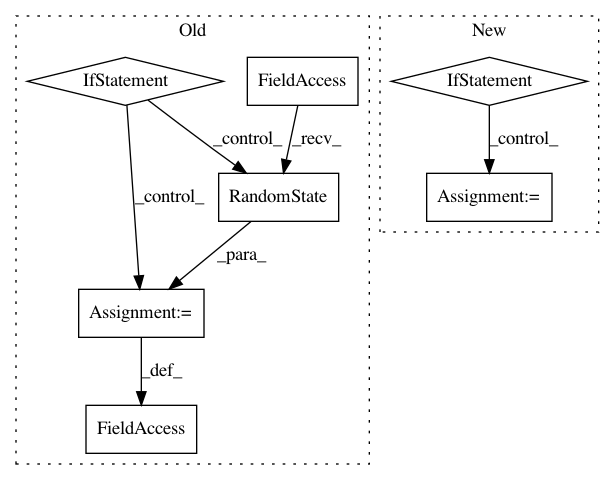 Old
IfStatement
FieldAccess
_control_
_recv_
_control_
RandomState
_para_
Assignment:=
_def_
FieldAccess
New
IfStatement
_control_
Assignment:=